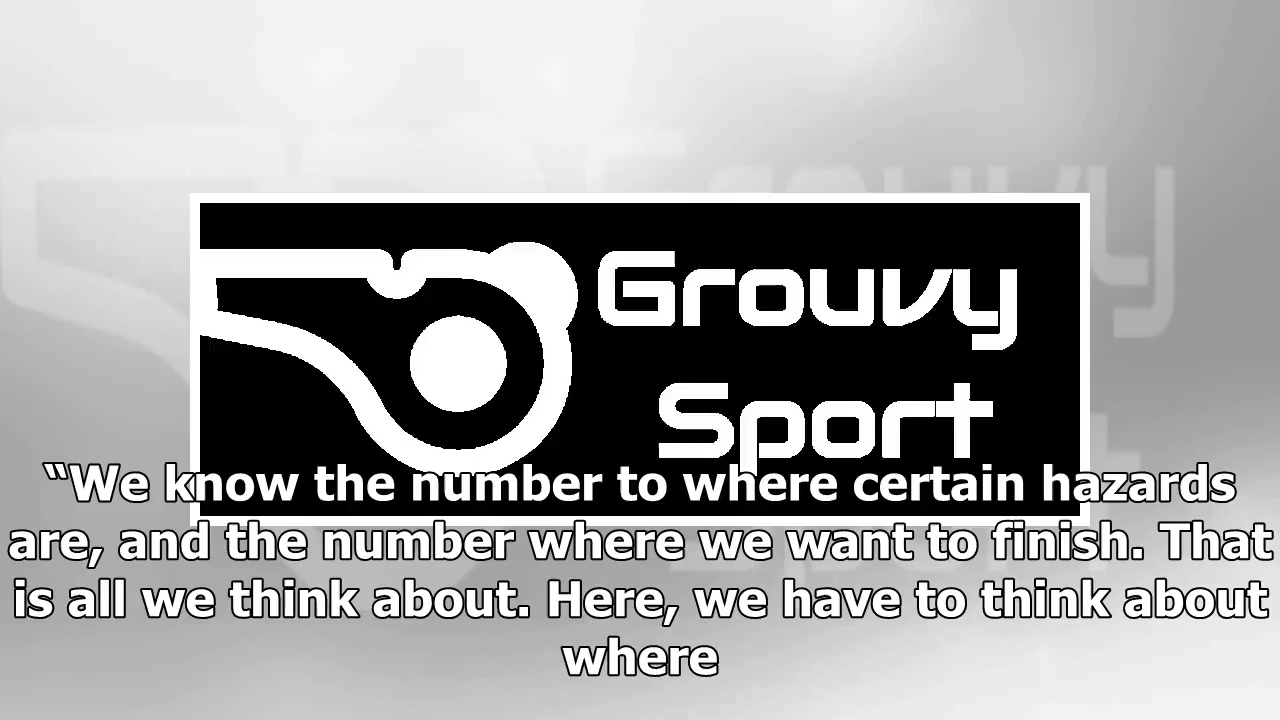 Grouvy
Sport
“We know the number to where certain hazards
are, and the number where we want to finish. That
is all we think about. Here, we have to think about
where